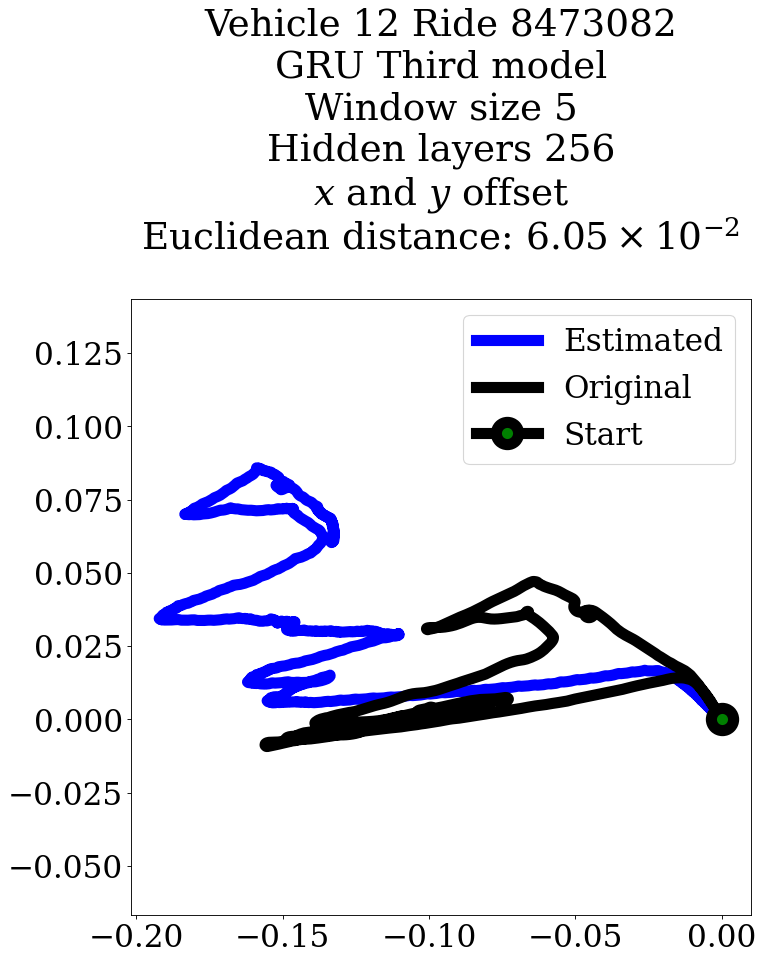 Vehicle 12 Ride 8473082
GRU Third model
Window size 5
Hidden layers 256
x and y offset
Euclidean distance: 6.05 × 10⁻²
Estimated
Original
Start
0.125
0.100
0.075
0.050
0.025
0.000
−0.025
−0.050
−0.20 −0.15 −0.10 −0.05 0.00